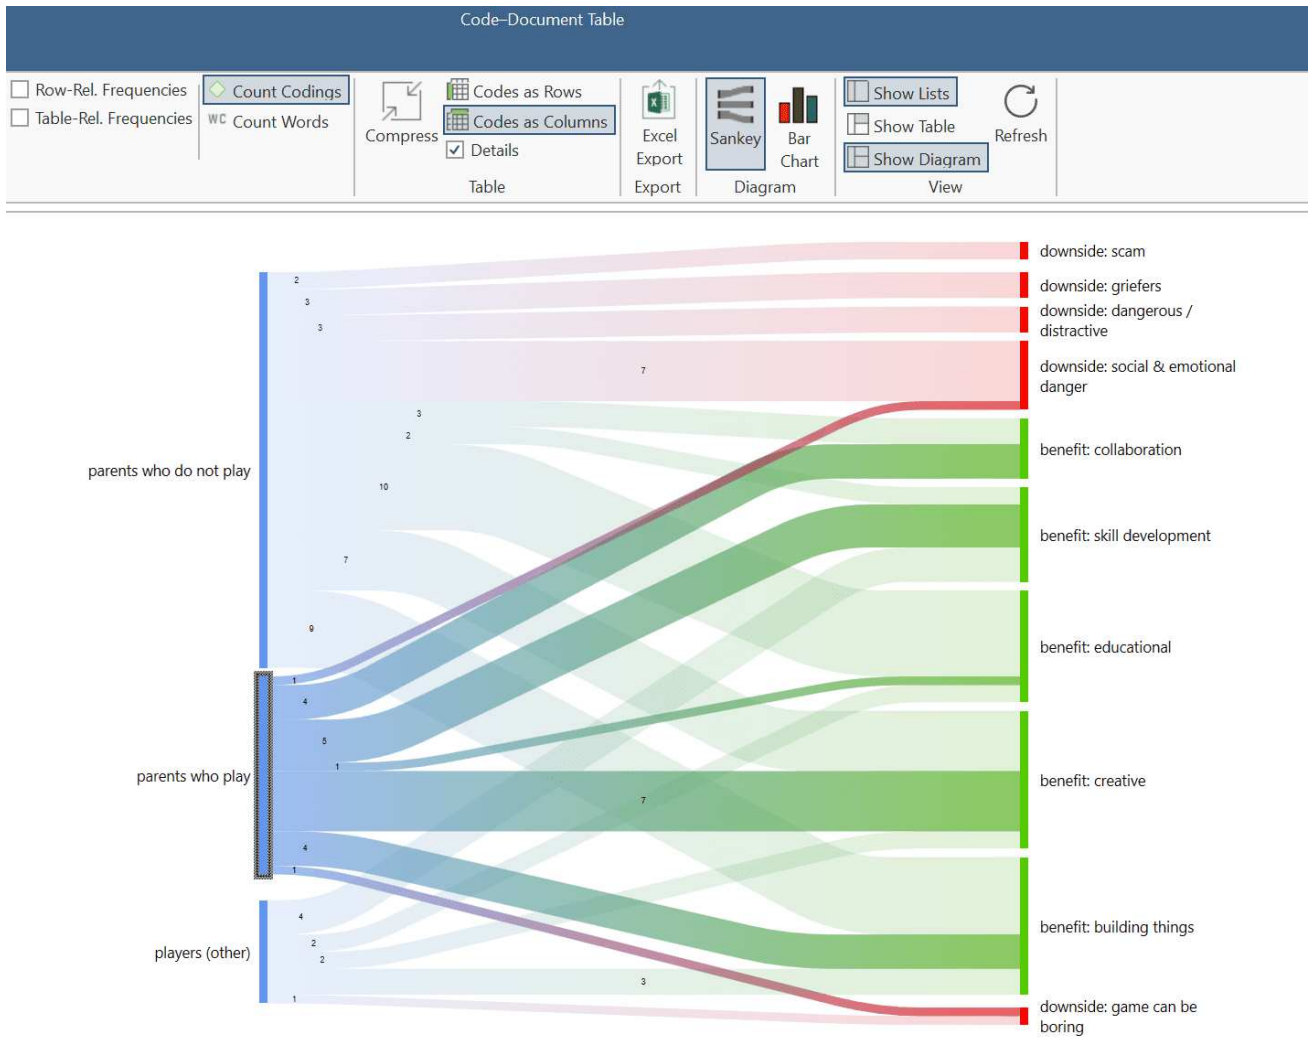 Code–Document Table
Row-Rel. Frequencies
Table-Rel. Frequencies
Count Codings
WC Count Words
Compress
Codes as Rows
Codes as Columns
Details
Table
Excel
Export
Export
Sankey
Bar
Chart
Diagram
Show Lists
Show Table
Show Diagram
View
Refresh
downside: scam
2
downside: griefers
3
downside: dangerous /
distractive
3
downside: social & emotional
danger
7
3
2
benefit: collaboration
parents who do not play
10
benefit: skill development
7
9
benefit: educational
1
4
5
1
parents who play
benefit: creative
7
4
1
4
benefit: building things
2
players (other)
2
3
1
downside: game can be
boring